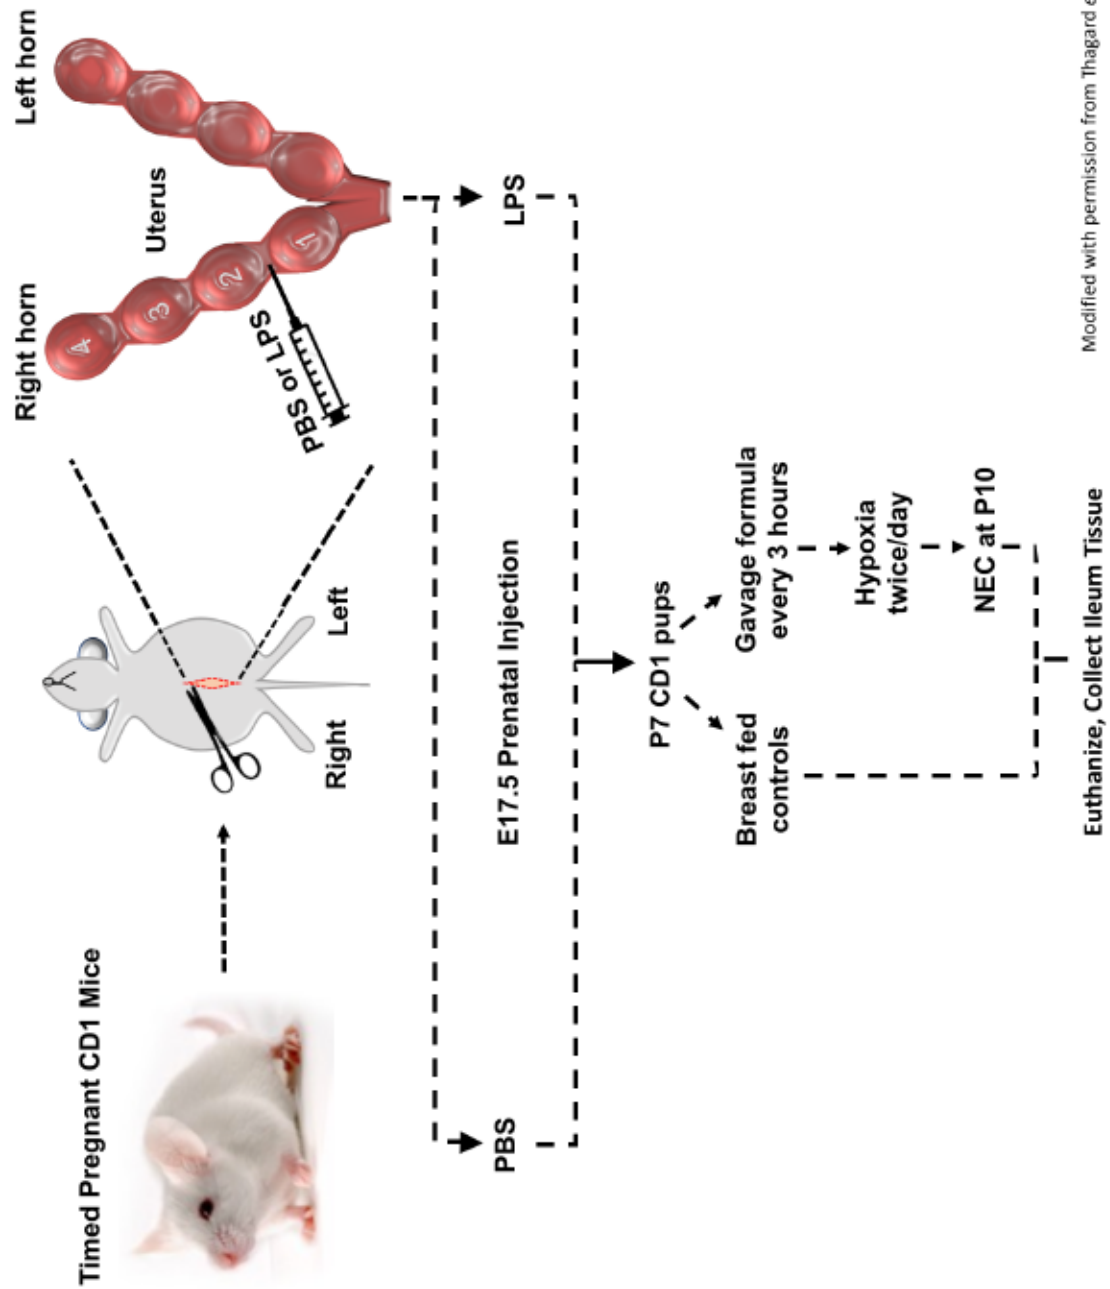 Timed Pregnant CD1 Mice
Right
Left
Right horn
Left horn
Uterus
4
3
2
1
PBS or LPS
PBS
E17.5 Prenatal Injection
LPS
P7 CD1 pups
Breast fed
controls
Gavage formula
every 3 hours
Hypoxia
twice/day
NEC at P10
Euthanize, Collect Ileum Tissue
Modified with permission from Thagard e